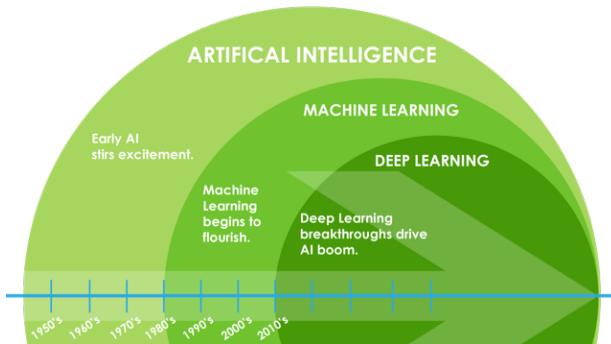 ARTIFICAL INTELLIGENCE
MACHINE LEARNING
DEEP LEARNING
Early AI
stirs excitement.
Machine
Learning
begins to
flourish.
Deep Learning
breakthroughs drive
AI boom.
1950's
1960's
1970's
1980's
1990's
2000's
2010's